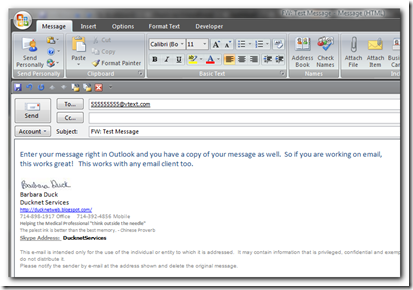 FW: Test Message - Message (HTML)
Message Insert Options Format Text Developer
Send Personally
Send Personally
Paste
Cut
Copy
Format Painter
Clipboard
Calibri (Bo 11
Basic Text
Address Book
Check Names
Names
Attach File
Attach Item
Send
To... 555555555@vtext.com
Cc...
Account Subject: FW: Test Message
Enter your message right in Outlook and you have a copy of your message as well. So if you are working on email,
this works great! This works with any email client too.
Barbara Duck
Barbara Duck
Ducknet Services
http://ducknetweb.blogspot.com/
714-898-1917 Office 714-392-4836 Mobile
Helping the Medical Professional "think outside the needle"
The palest ink is better than the best memory. - Chinese Proverb
Skype Address: DucknetServices
This e-mail is intended only for the use of the individual or entity to which it is addressed. It may contain information that is privileged, confidential and exemp
do not distribute it.
Please notify the sender by e-mail at the address shown and delete the original message.